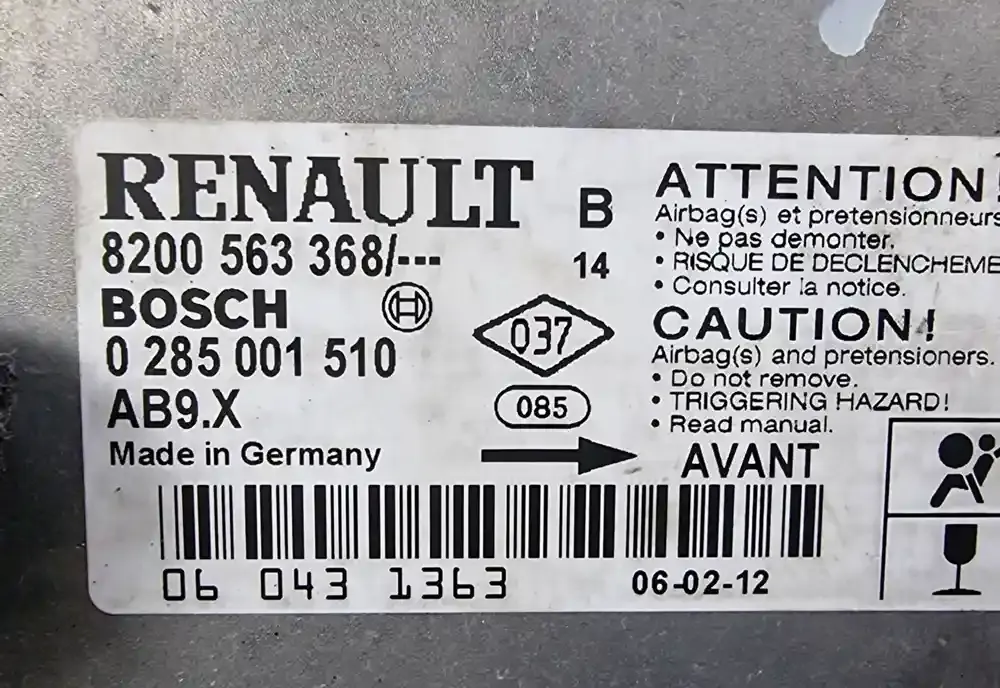 RENAULT
8200 563 368/---
B
14
BOSCH
0 285 001 510
AB9.X
Made in Germany
037
085
ATTENTION!
Airbag(s) et pretensionneurs
• Ne pas demonter.
• RISQUE DE DECLENCHEME
• Consulter la notice.
CAUTION!
Airbag(s) and pretensioners.
• Do not remove.
• TRIGGERING HAZARD!
• Read manual.
AVANT
06 043 1363
06-02-12